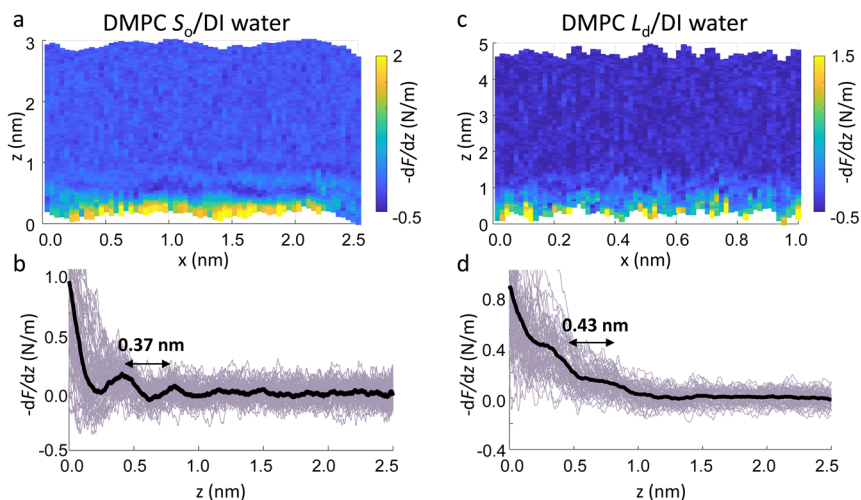 a
DMPC So/DI water
3
2
1
0
z (nm)
0.0
0.5
1.0
1.5
2.0
2.5
x (nm)
2
-0.5
-dF/dz (N/m)
b
1.0
0.5
0.0
-0.5
-dF/dz (N/m)
0.37 nm
0.0
0.5
1.0
1.5
2.0
2.5
z (nm)
c
DMPC Ld/DI water
5
4
3
2
1
0
z (nm)
0.0
0.2
0.4
0.6
0.8
1.0
x (nm)
1.5
-0.5
-dF/dz (N/m)
d
0.8
0.4
0.0
-0.4
-dF/dz (N/m)
0.43 nm
0.0
0.5
1.0
1.5
2.0
2.5
z (nm)